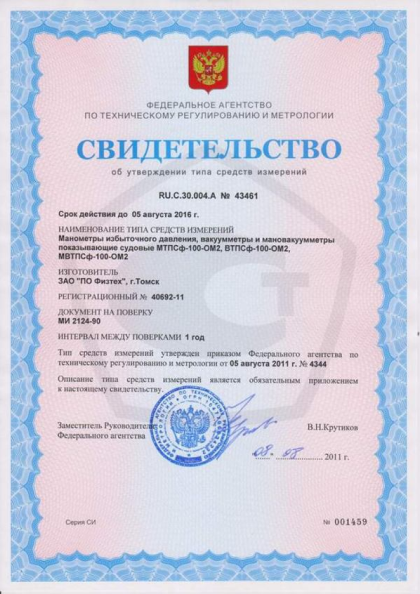 ФЕДЕРАЛЬНОЕ АГЕНТСТВО
ПО ТЕХНИЧЕСКОМУ РЕГУЛИРОВАНИЮ И МЕТРОЛОГИИ
СВИДЕТЕЛЬСТВО
об утверждении типа средств измерений
RU.C.30.004.A № 43461
Срок действия до 05 августа 2016 г.
НАИМЕНОВАНИЕ ТИПА СРЕДСТВ ИЗМЕРЕНИЙ
Манометры избыточного давления, вакуумметры и мановакуумметры
показывающие судовые МТПСф-100-ОМ2, ВТПСф-100-ОМ2,
МВТПСф-100-ОМ2
ИЗГОТОВИТЕЛЬ
ЗАО "ПО Физтех", г.Томск
РЕГИСТРАЦИОННЫЙ № 40692-11
ДОКУМЕНТ НА ПОВЕРКУ
МИ 2124-90
ИНТЕРВАЛ МЕЖДУ ПОВЕРКАМИ 1 год
Тип средств измерений утвержден приказом Федерального агентства по
техническому регулированию и метрологии от 05 августа 2011 г. № 4344
Описание типа средств измерений является обязательным приложением
к настоящему свидетельству.
Заместитель Руководителя
Федерального агентства
В.Н.Крутиков
08. 08 2011 г.
Серия СИ
№ 001459